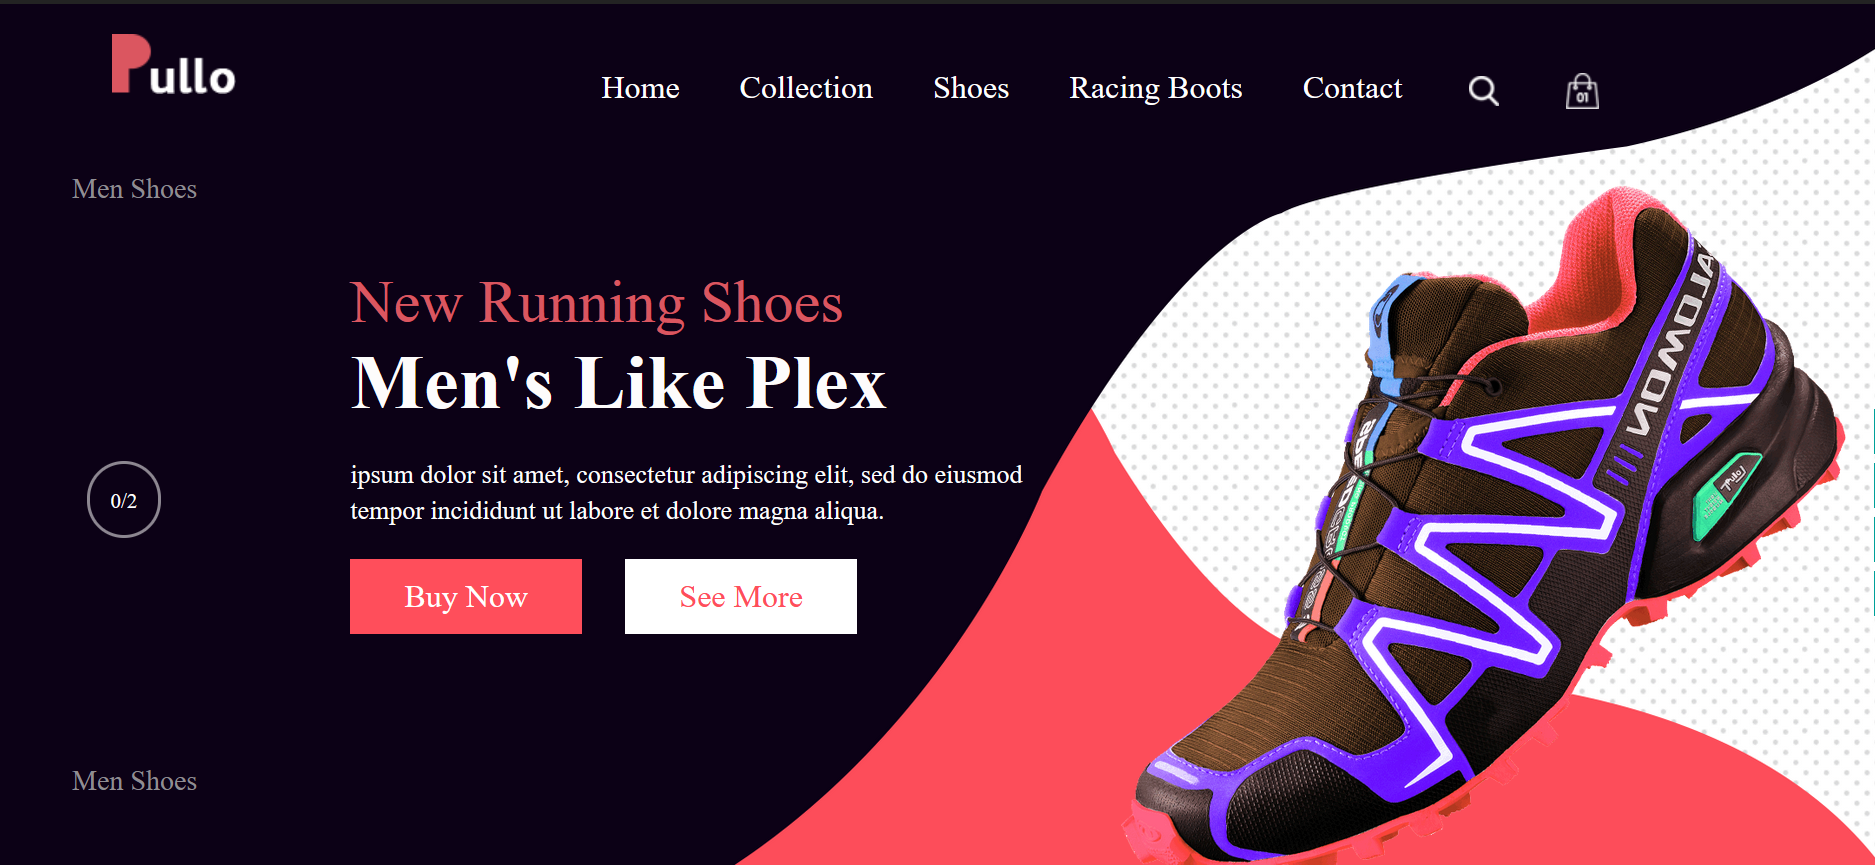 Pullo
Home Collection Shoes Racing Boots Contact 01
Men Shoes
New Running Shoes
Men's Like Plex
ipsum dolor sit amet, consectetur adipiscing elit, sed do eiusmod
tempor incididunt ut labore et dolore magna aliqua.
0/2
Buy Now See More
Men Shoes